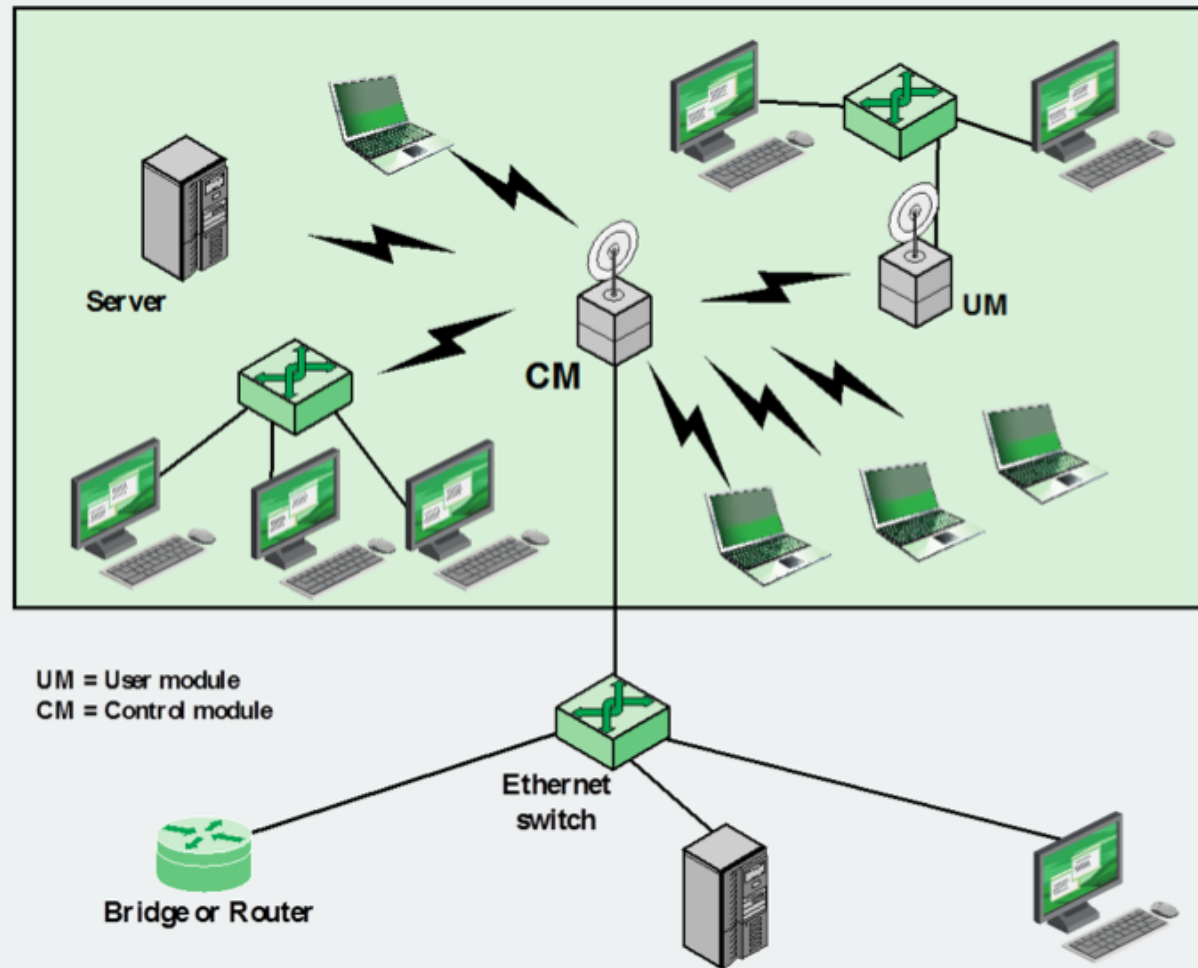 Server
UM
CM
UM = User module
CM = Control module
Ethernet
switch
Bridge or Router